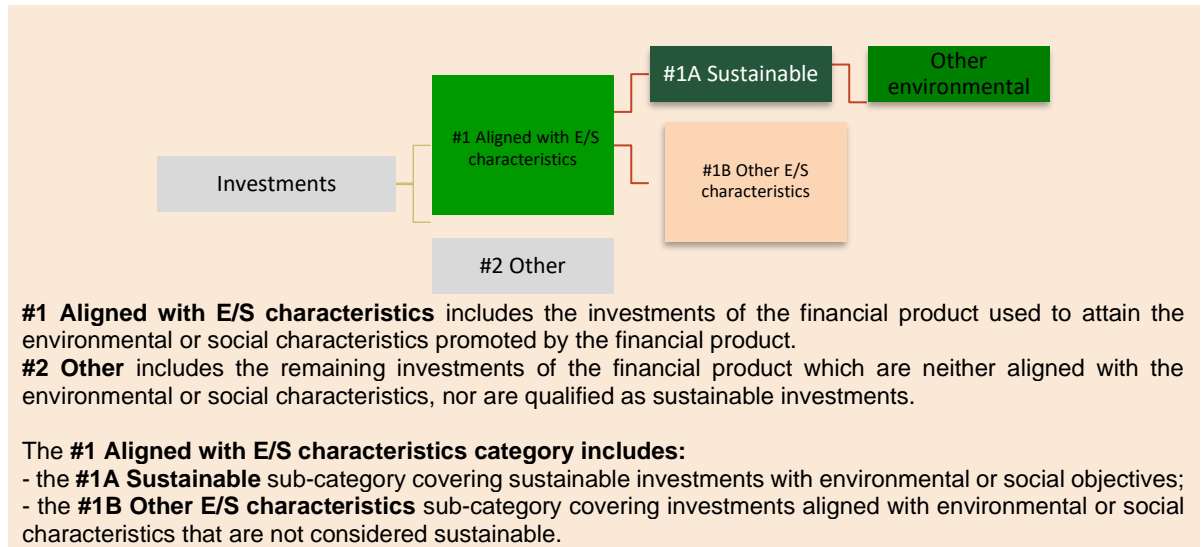 #1A Sustainable
Other
environmental
#1 Aligned with E/S
characteristics
#1B Other E/S
characteristics
Investments
#2 Other
#1 Aligned with E/S characteristics includes the investments of the financial product used to attain the
environmental or social characteristics promoted by the financial product.
#2 Other includes the remaining investments of the financial product which are neither aligned with the
environmental or social characteristics, nor are qualified as sustainable investments.
The #1 Aligned with E/S characteristics category includes:
- the #1A Sustainable sub-category covering sustainable investments with environmental or social objectives;
- the #1B Other E/S characteristics sub-category covering investments aligned with environmental or social
characteristics that are not considered sustainable.